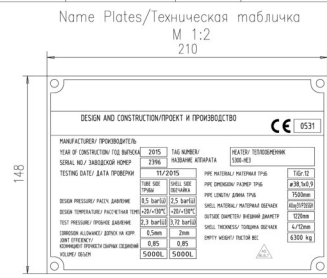 Name Plates/Техническая табличка
М 1:2
210
148
DESIGN AND CONSTRUCTION/ПРОЕКТ И ПРОИЗВОДСТВО
CE 0531
MANUFACTURER/ ПРОИЗВОДИТЕЛЬ
YEAR OF CONSTRUCTION/ ГОД ВЫПУСКА 2015 TAG NUMBER/ HEATER/ ТЕПЛООБМЕННИК
SERIAL NO./ ЗАВОДСКОЙ НОМЕР 2396 НАЗВАНИЕ АППАРАТА
TESTING DATE/ ДАТА ПРОВЕРКИ 11/2015 PIPE MATERIAL/ МАТЕРИАЛ ТРУБ TiGr.12
TUBE SIDE SHELL SIDE PIPE DIMENSION/ РАЗМЕР ТРУБ ø38,1x0,9
ТРУБЫ ОБЕЧАЙКА PIPE LENGTH/ ДЛИНА ТРУБ 7500mm
DESIGN PRESSURE/ РАСЧ. ДАВЛЕНИЕ 0,5 bar(ü) 2,5 bar(ü) SHELL MATERIAL/ МАТЕРИАЛ ОБЕЧАЙКИ
DESIGN TEMPERATURE/ РАСЧЕТНАЯ ТЕМП. -20/+130°C -20/+130°C OUTSIDE DIAMETER/ ВНЕШНИЙ ДИАМЕТР 1220mm
TEST PRESSURE/ ПРОБНОЕ ДАВЛЕНИЕ 2,3 bar(ü) 3,72 bar(ü) SHELL THICKNESS/ ТОЛЩИНА ОБЕЧАЙКИ 4/12mm
CORROSION ALLOWANCE/ ДОПУСК НА КОРР. 0,5mm 2mm EMPTY WEIGHT/ ПУСТОЙ ВЕС 6300 kg
JOINT EFFICIENCY/
КОЭФФИЦИЕНТ ПРОЧНОСТИ СВАРНЫХ СОЕДИНЕНИЙ 0,85 0,85
VOLUME/ ОБЪЕМ 5000L 5000L